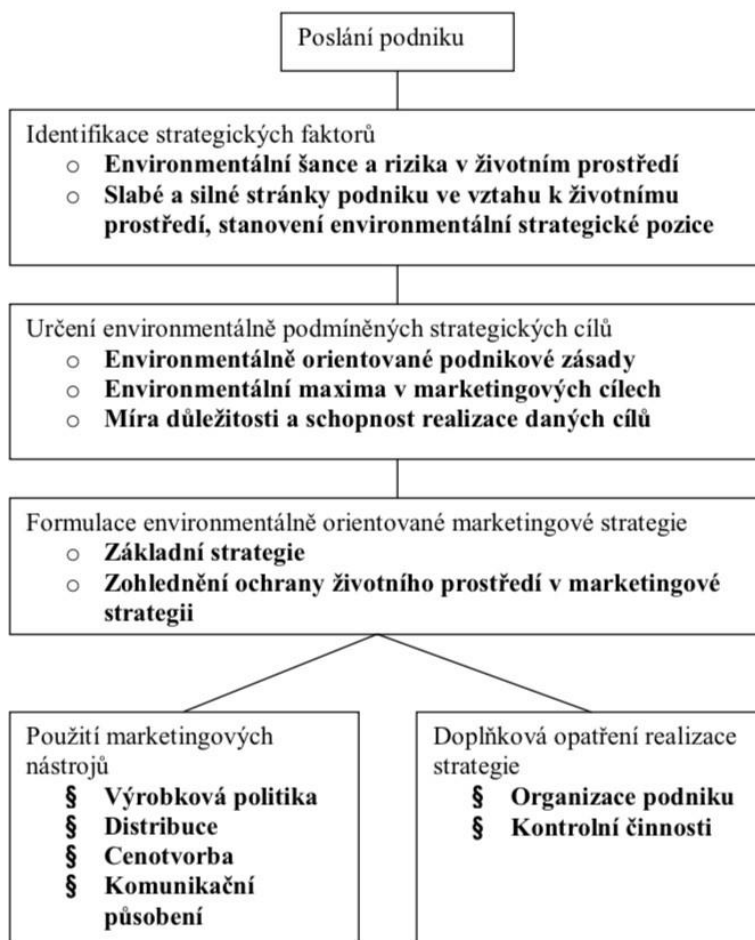 Poslání podniku
Identifikace strategických faktorů
o Environmentální šance a rizika v životním prostředí
o Slabé a silné stránky podniku ve vztahu k životnímu
prostředí, stanovení environmentální strategické pozice
Určení environmentálně podmíněných strategických cílů
o Environmentálně orientované podnikové zásady
o Environmentální maxima v marketingových cílech
o Míra důležitosti a schopnost realizace daných cílů
Formulace environmentálně orientované marketingové strategie
o Základní strategie
o Zohlednění ochrany životního prostředí v marketingové
strategii
Použití marketingových
nástrojů
§ Výrobková politika
§ Distribuce
§ Cenotvorba
§ Komunikační
působení
Doplňková opatření realizace
strategie
§ Organizace podniku
§ Kontrolní činnosti